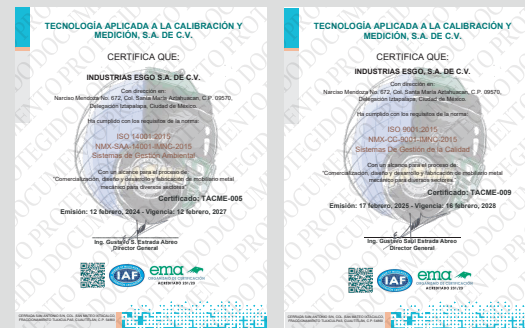 TECNOLOGÍA APLICADA A LA CALIBRACIÓN Y
MEDICIÓN, S.A. DE C.V.
CERTIFICA QUE:
INDUSTRIAS ESGO S.A. DE C.V.
Con dirección en:
Narciso Mendoza No. 672, Col. Santa María Aztahuacan, C.P. 09570,
Delegación Iztapalapa, Ciudad de México
Ha cumplido con los requisitos de la norma:
ISO 14001:2015
NMX-SAA-14001-IMNC-2015
Sistemas de Gestión Ambiental
Con un alcance para el proceso de:
"Comercialización, diseño y desarrollo y fabricación de mobiliario metal
mecánico para diversos sectores"
Certificado: TACME-005
Emisión: 12 febrero, 2024 - Vigencia: 12 febrero, 2027
Ing. Gustavo S. Estrada Abreo
Director General
IAF
ema
ORGANISMO DE CERTIFICACIÓN
TECNOLOGÍA APLICADA A LA CALIBRACIÓN Y
MEDICIÓN, S.A. DE C.V.
CERTIFICA QUE:
INDUSTRIAS ESGO, S.A. DE C.V.
Con dirección en:
Narciso Mendoza No. 672, Col. Santa María Aztahuacan, C.P. 09570,
Delegación Iztapalapa, Ciudad de México
Ha cumplido con los requisitos de la norma:
ISO 9001:2015
NMX-CC-9001-IMNC-2015
Sistemas De Gestión de la Calidad
Con un alcance para el proceso de:
"Comercialización, diseño y desarrollo y fabricación de mobiliario metal
mecánico para diversos sectores"
Certificado: TACME-009
Emisión: 17 febrero, 2025 - Vigencia: 16 febrero, 2028
Ing. Gustavo Saúl Estrada Abreo
Director General
IAF
ema
ORGANISMO DE CERTIFICACIÓN